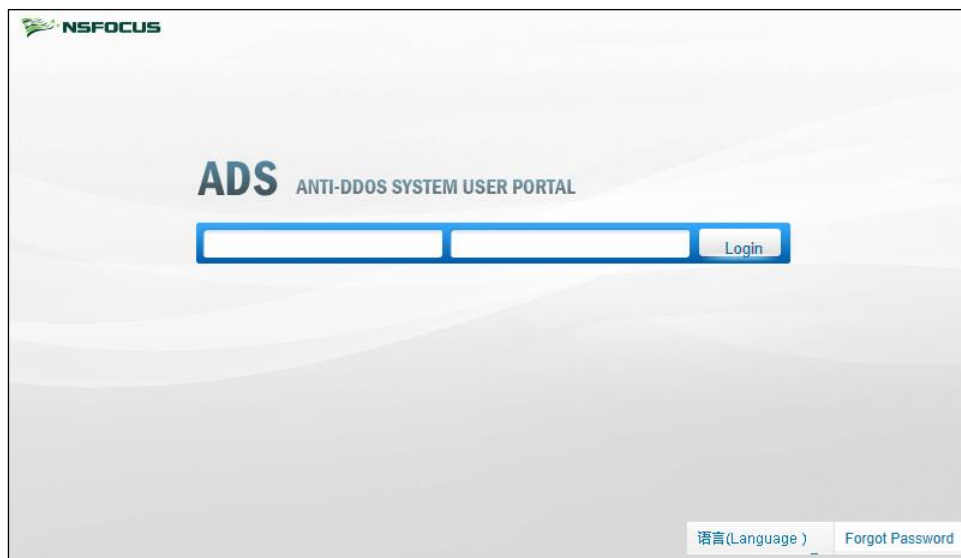 NSFOCUS
ADS ANTI-DDOS SYSTEM USER PORTAL
Login
语言(Language ) Forgot Password